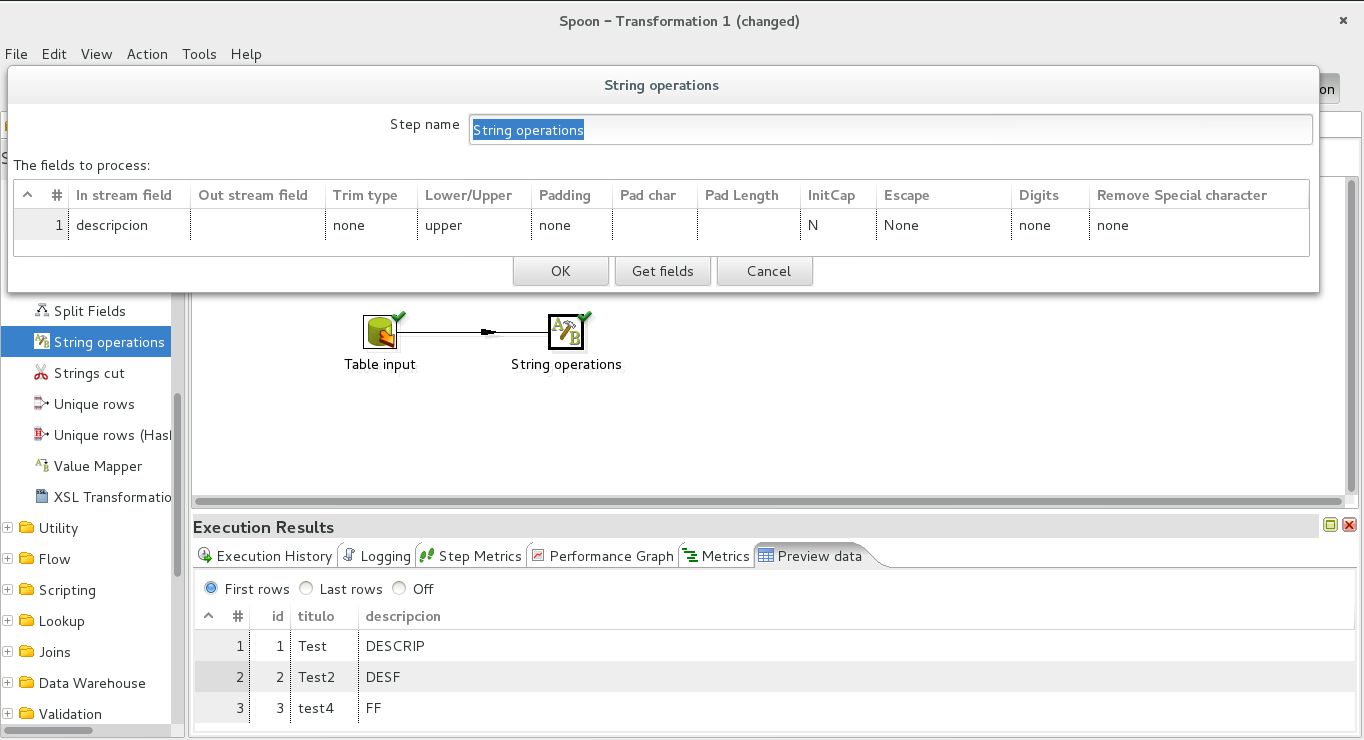 Spoon – Transformation 1 (changed)
File Edit View Action Tools Help
String operations
on
Step name String operations
The fields to process:
# In stream field Out stream field Trim type Lower/Upper Padding Pad char Pad Length InitCap Escape Digits Remove Special character
1 descripcion none upper none N None none none
OK Get fields Cancel
Split Fields
String operations
Strings cut
Unique rows
Unique rows (Has
Value Mapper
XSL Transformatio
Utility
Flow
Scripting
Lookup
Joins
Data Warehouse
Validation
Table input String operations
Execution Results
Execution History Logging Step Metrics Performance Graph Metrics Preview data
First rows Last rows Off
# id titulo descripcion
1 1 Test DESCRIP
2 2 Test2 DESF
3 3 test4 FF